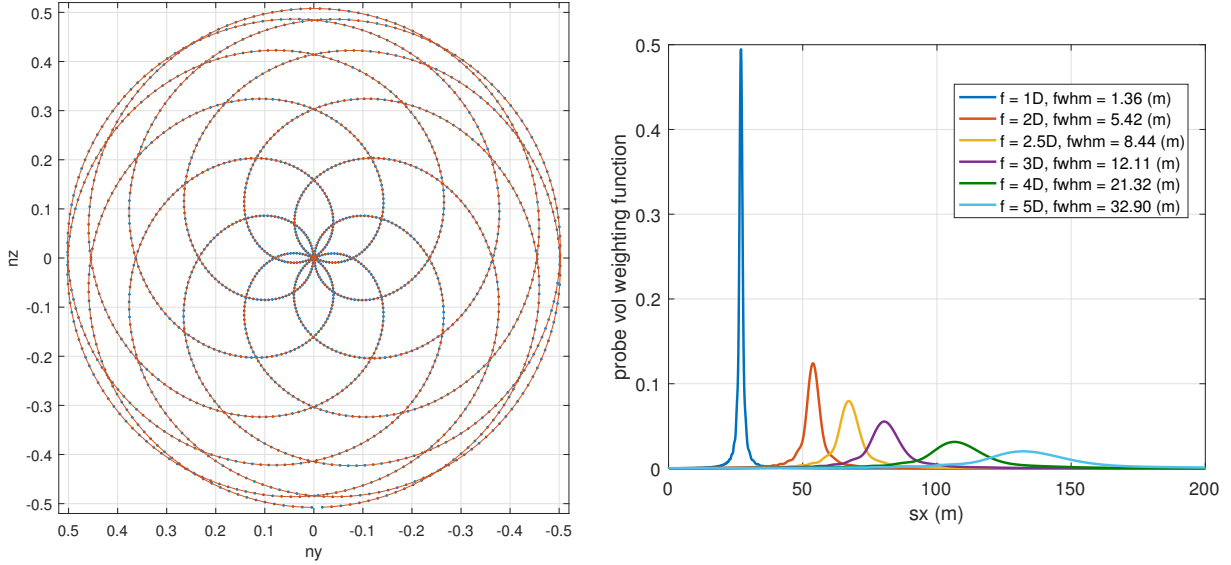 0.5
0.4
0.3
0.2
0.1
0
-0.1
-0.2
-0.3
-0.4
-0.5
nz
0.5 0.4 0.3 0.2 0.1 0 -0.1 -0.2 -0.3 -0.4 -0.5
ny
0.5
0.4
0.3
0.2
0.1
0
probe vol weighting function
f = 1D, fwhm = 1.36 (m)
f = 2D, fwhm = 5.42 (m)
f = 2.5D, fwhm = 8.44 (m)
f = 3D, fwhm = 12.11 (m)
f = 4D, fwhm = 21.32 (m)
f = 5D, fwhm = 32.90 (m)
0 50 100 150 200
sx (m)